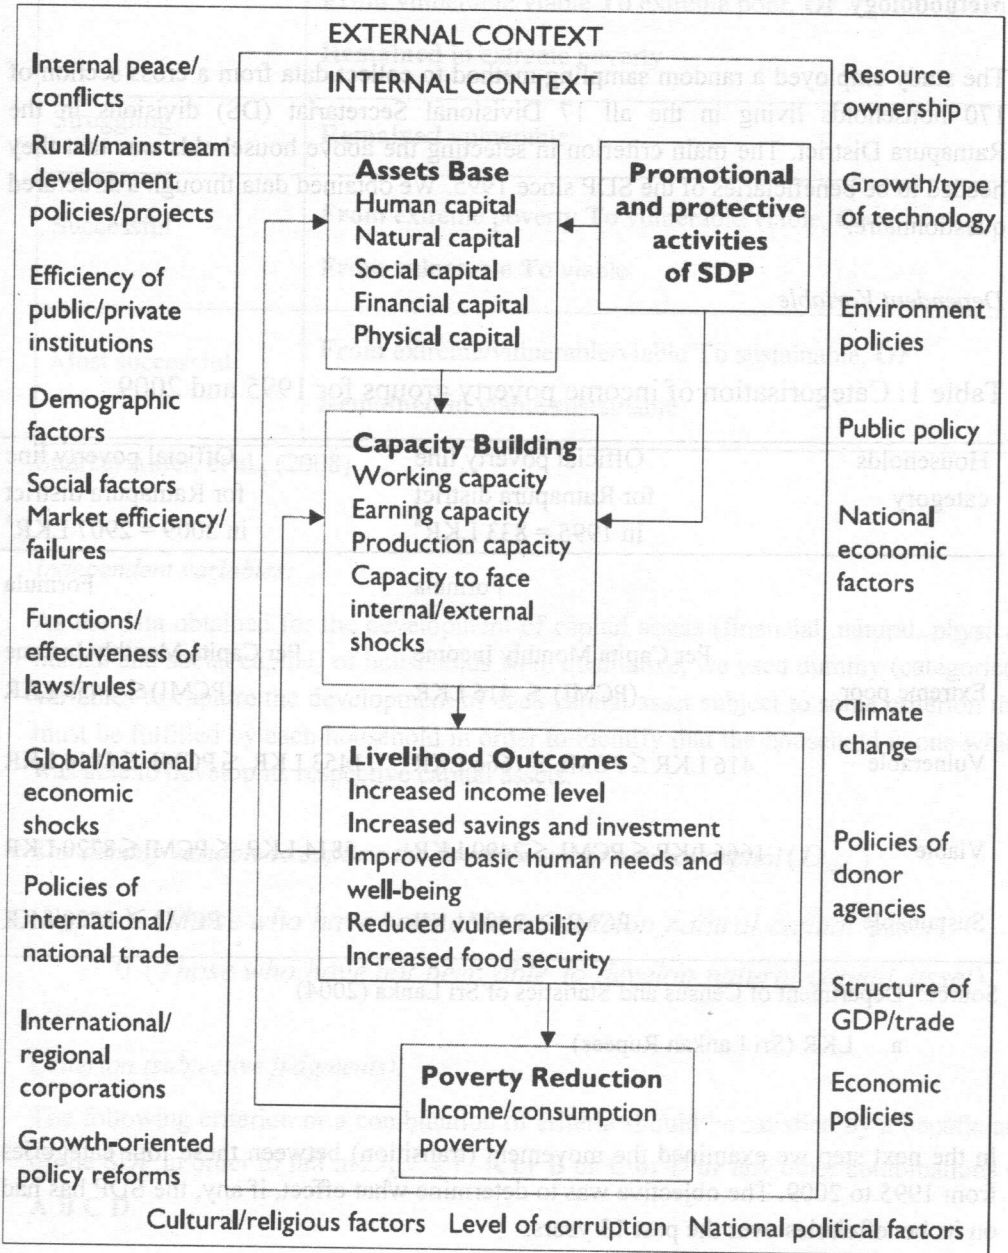 EXTERNAL CONTEXT
INTERNAL CONTEXT
Internal peace/
conflicts
Rural/mainstream
development
policies/projects
Efficiency of
public/private
institutions
Demographic
factors
Social factors
Market efficiency/
failures
Functions/
effectiveness of
laws/rules
Global/national
economic
shocks
Policies of
international/
national trade
International/
regional
corporations
Growth-oriented
policy reforms
Assets Base
Human capital
Natural capital
Social capital
Financial capital
Physical capital
Promotional
and protective
activities
of SDP
Capacity Building
Working capacity
Earning capacity
Production capacity
Capacity to face
internal/external
shocks
Livelihood Outcomes
Increased income level
Increased savings and investment
Improved basic human needs and
well-being
Reduced vulnerability
Increased food security
Poverty Reduction
Income/consumption
poverty
Resource
ownership
Growth/type
of technology
Environment
policies
Public policy
National
economic
factors
Climate
change
Policies of
donor
agencies
Structure of
GDP/trade
Economic
policies
Cultural/religious factors Level of corruption National political factors